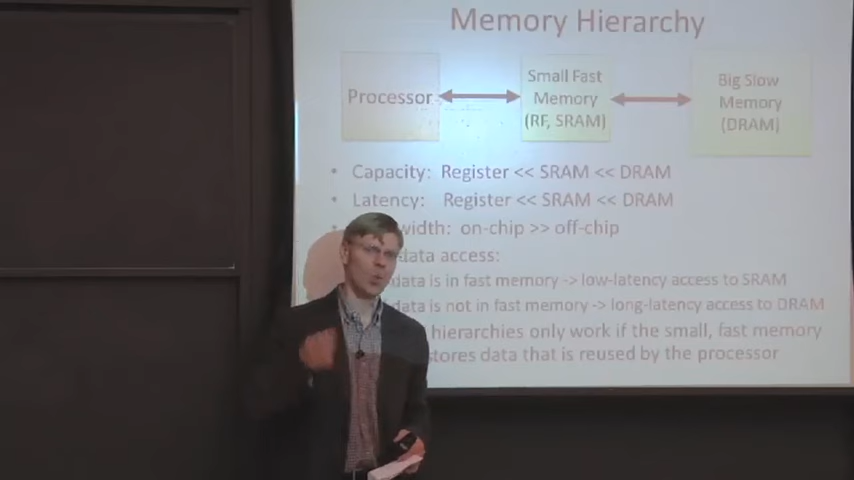 Memory Hierarchy
Processor
Small Fast
Memory
(RF, SRAM)
Big Slow
Memory
(DRAM)
• Capacity: Register << SRAM << DRAM
• Latency: Register << SRAM << DRAM
• width: on-chip >> off-chip
data access:
data is in fast memory -> low-latency access to SRAM
data is not in fast memory -> long-latency access to DRAM
hierarchies only work if the small, fast memory
stores data that is reused by the processor